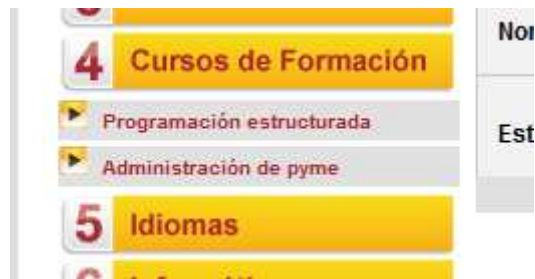 4 Cursos de Formación
Programación estructurada
Administración de pyme
5 Idiomas